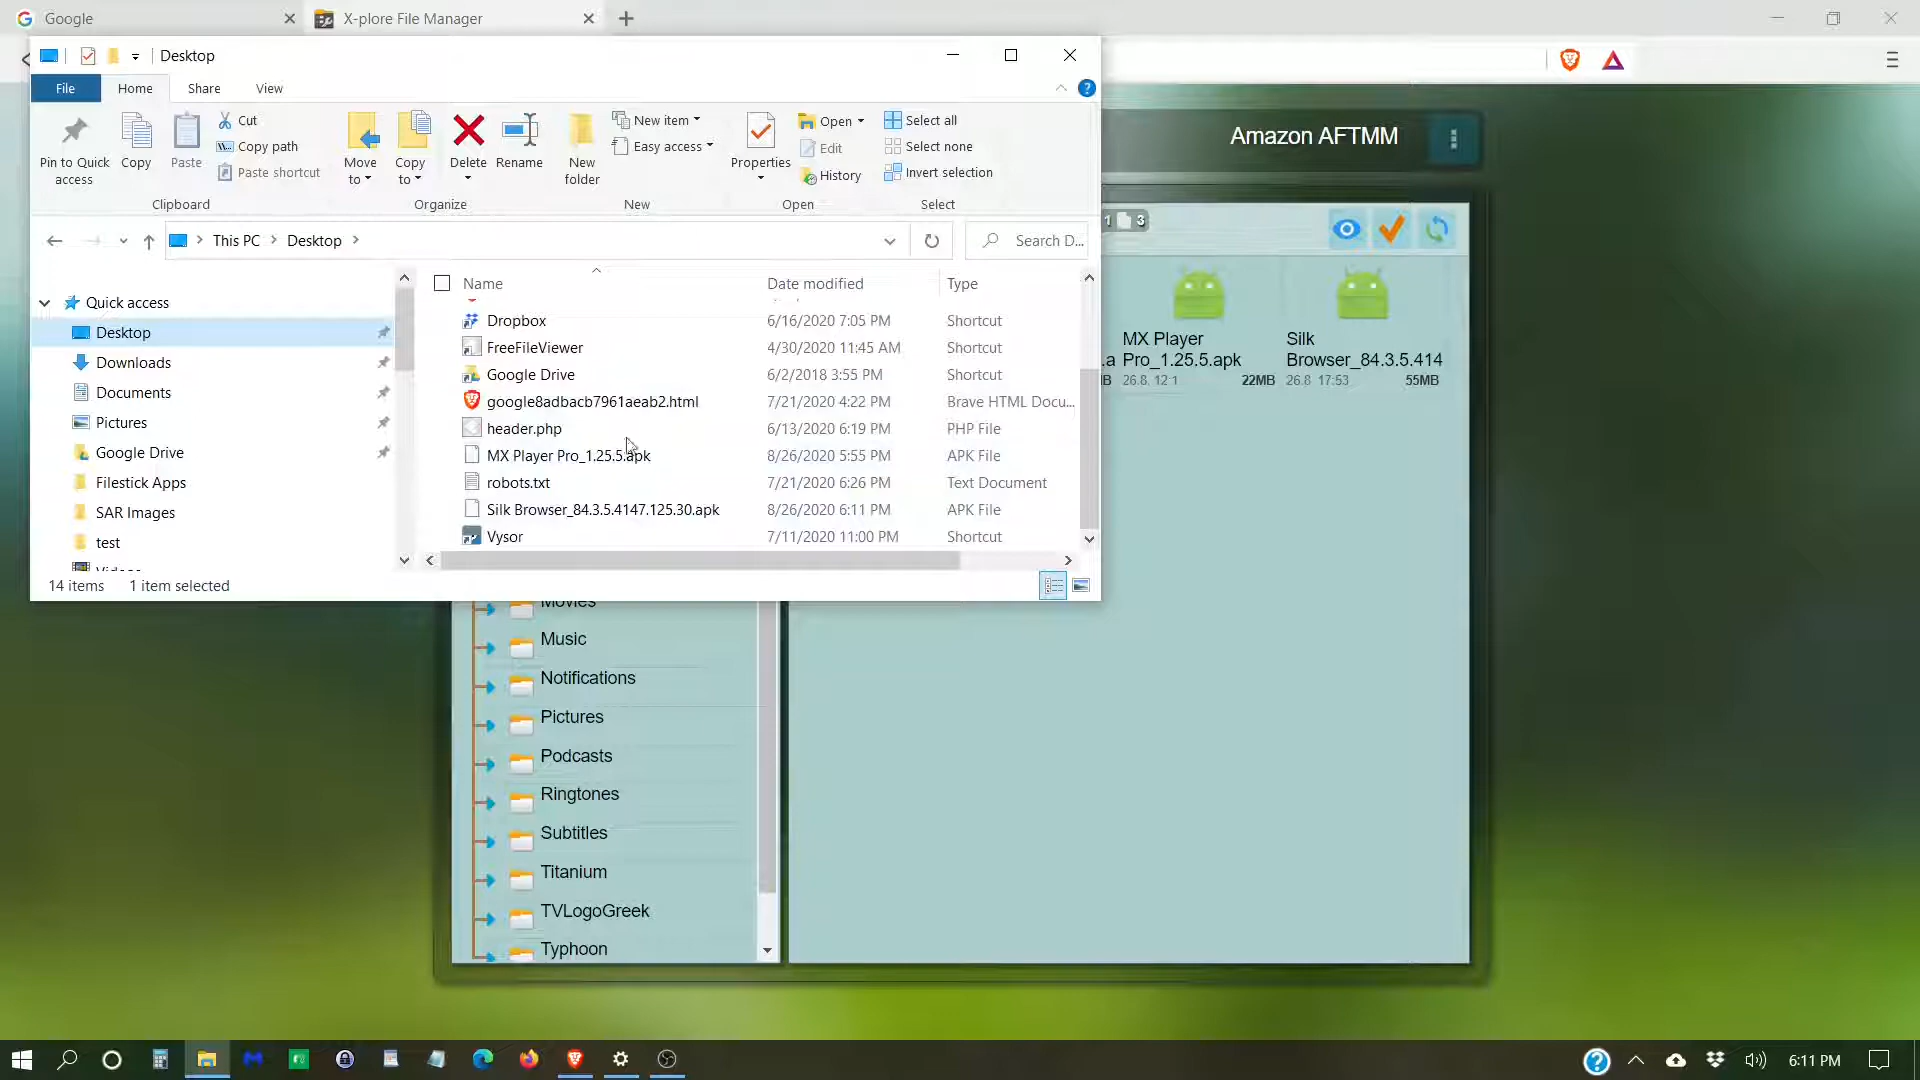 Google
X-plore File Manager
Desktop
File
Home
Share
View
Pin to Quick access
Copy
Paste
Cut
Copy path
Paste shortcut
Clipboard
Move to
Copy to
Delete
Rename
Organize
New folder
New item
Easy access
New
Properties
Open
Edit
History
Open
Select all
Select none
Invert selection
Select
This PC
Desktop
Search D...
Quick access
Desktop
Downloads
Documents
Pictures
Google Drive
Filestick Apps
SAR Images
test
Name Date modified Type
Dropbox 6/16/2020 7:05 PM Shortcut
FreeFileViewer 4/30/2020 11:45 AM Shortcut
Google Drive 6/2/2018 3:55 PM Shortcut
google8adbacb7961aeab2.html 7/21/2020 4:22 PM Brave HTML Docu...
header.php 6/13/2020 6:19 PM PHP File
MX Player Pro_1.25.5.apk 8/26/2020 5:55 PM APK File
robots.txt 7/21/2020 6:26 PM Text Document
Silk Browser_84.3.5.4147.125.30.apk 8/26/2020 6:11 PM APK File
Vysor 7/11/2020 11:00 PM Shortcut
14 items 1 item selected
Amazon AFTMM
1 3
MX Player
Pro_1.25.5.apk
26.8. 12:1 22MB
Silk
Browser_84.3.5.414
26.8 17:53 55MB
Movies
Music
Notifications
Pictures
Podcasts
Ringtones
Subtitles
Titanium
TVLogoGreek
Typhoon
6:11 PM